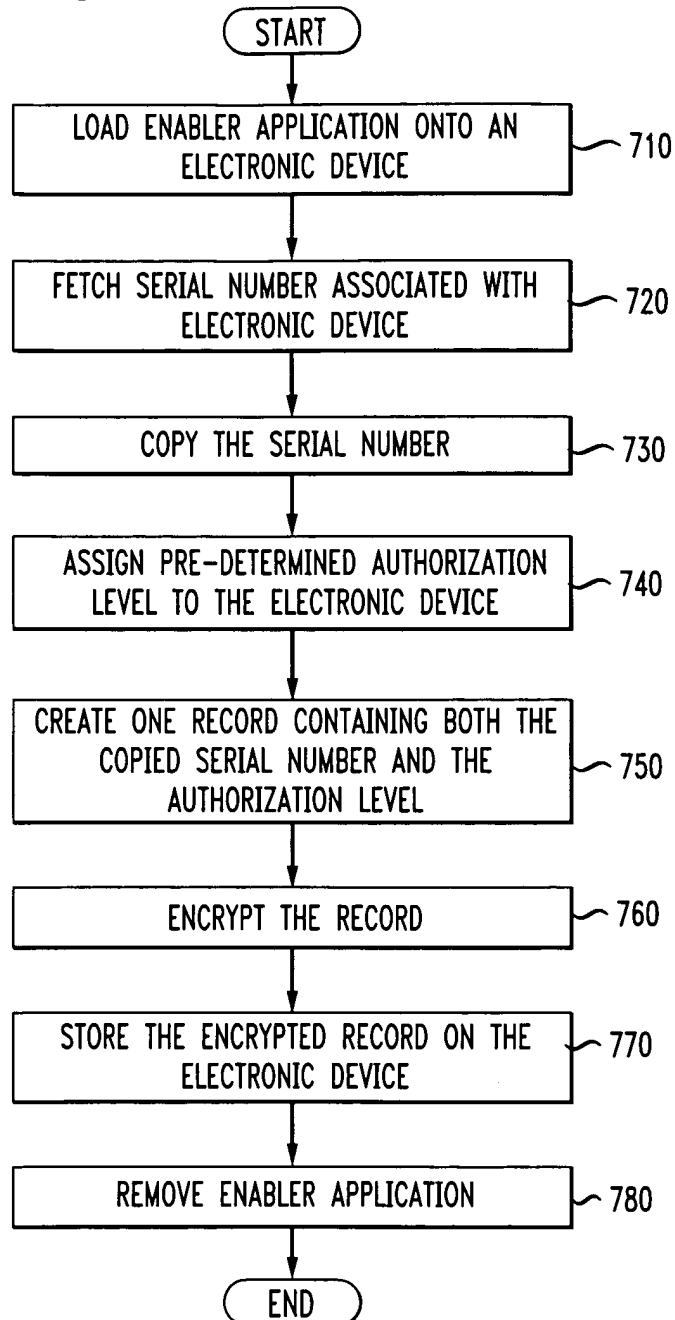 START
LOAD ENABLER APPLICATION ONTO AN
ELECTRONIC DEVICE
710
FETCH SERIAL NUMBER ASSOCIATED WITH
ELECTRONIC DEVICE
720
COPY THE SERIAL NUMBER
730
ASSIGN PRE-DETERMINED AUTHORIZATION
LEVEL TO THE ELECTRONIC DEVICE
740
CREATE ONE RECORD CONTAINING BOTH THE
COPIED SERIAL NUMBER AND THE
AUTHORIZATION LEVEL
750
ENCRYPT THE RECORD
760
STORE THE ENCRYPTED RECORD ON THE
ELECTRONIC DEVICE
770
REMOVE ENABLER APPLICATION
780
END